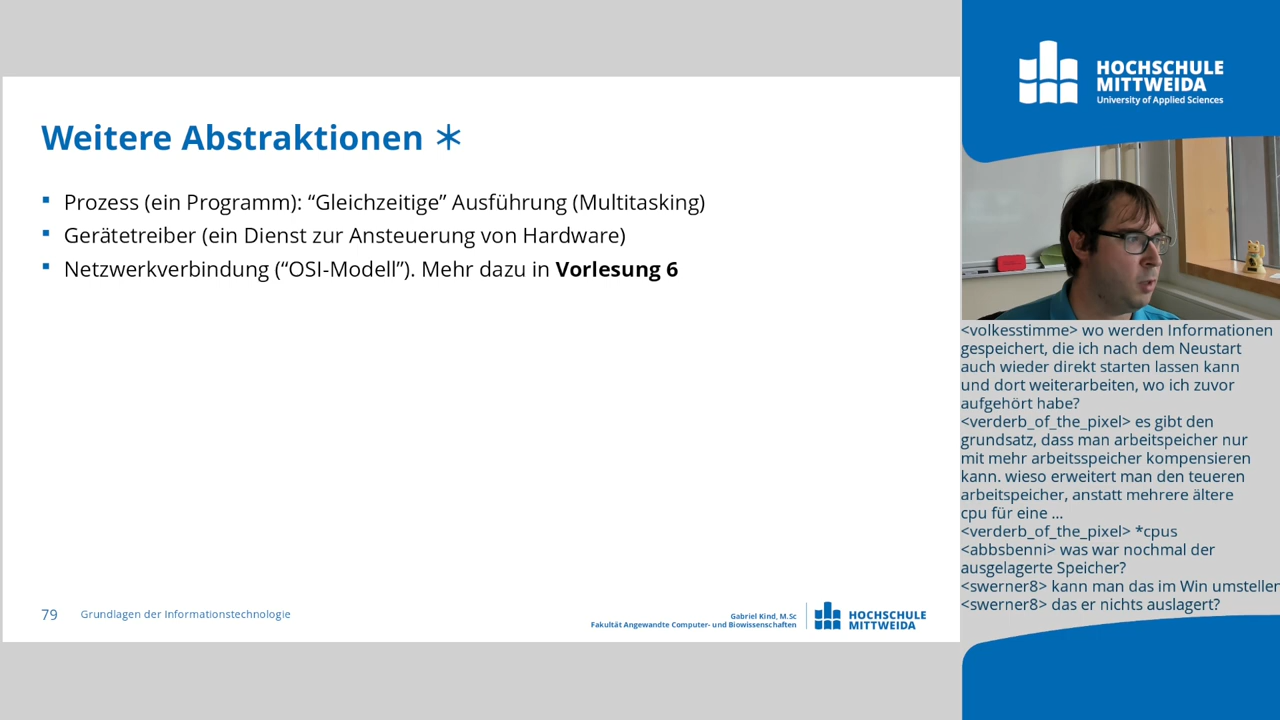 Weitere Abstraktionen ∗
Prozess (ein Programm): “Gleichzeitige” Ausführung (Multitasking)
Gerätetreiber (ein Dienst zur Ansteuerung von Hardware)
Netzwerkverbindung (“OSI-Modell”). Mehr dazu in Vorlesung 6
79 Grundlagen der Informationstechnologie
Gabriel Kind, M.Sc
Fakultät Angewandte Computer- und Biowissenschaften
HOCHSCHULE
MITTWEIDA
HOCHSCHULE
MITTWEIDA
University of Applied Sciences
<volkesstimme> wo werden Informationen
gespeichert, die ich nach dem Neustart
auch wieder direkt starten lassen kann
und dort weiterarbeiten, wo ich zuvor
aufgehört habe?
<verderb_of_the_pixel> es gibt den
grundsatz, dass man arbeitspeicher nur
mit mehr arbeitsspeicher kompensieren
kann. wieso erweitert man den teueren
arbeitspeicher, anstatt mehrere ältere
cpu für eine ...
<verderb_of_the_pixel> *cpus
<abbsbenni> was war nochmal der
ausgelagerte Speicher?
<swerner8> kann man das im Win umstellen
<swerner8> das er nichts auslagert?